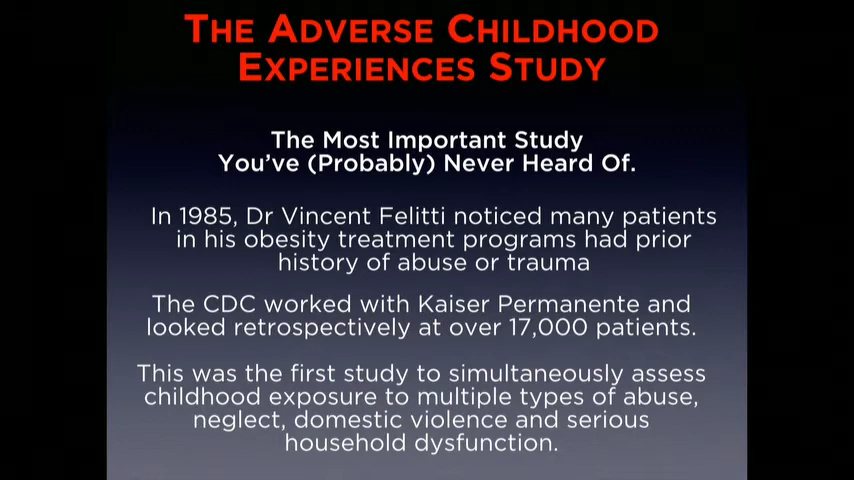 THE ADVERSE CHILDHOOD
EXPERIENCES STUDY
The Most Important Study
You've (Probably) Never Heard Of.
In 1985, Dr Vincent Felitti noticed many patients
in his obesity treatment programs had prior
history of abuse or trauma
The CDC worked with Kaiser Permanente and
looked retrospectively at over 17,000 patients.
This was the first study to simultaneously assess
childhood exposure to multiple types of abuse,
neglect, domestic violence and serious
household dysfunction.